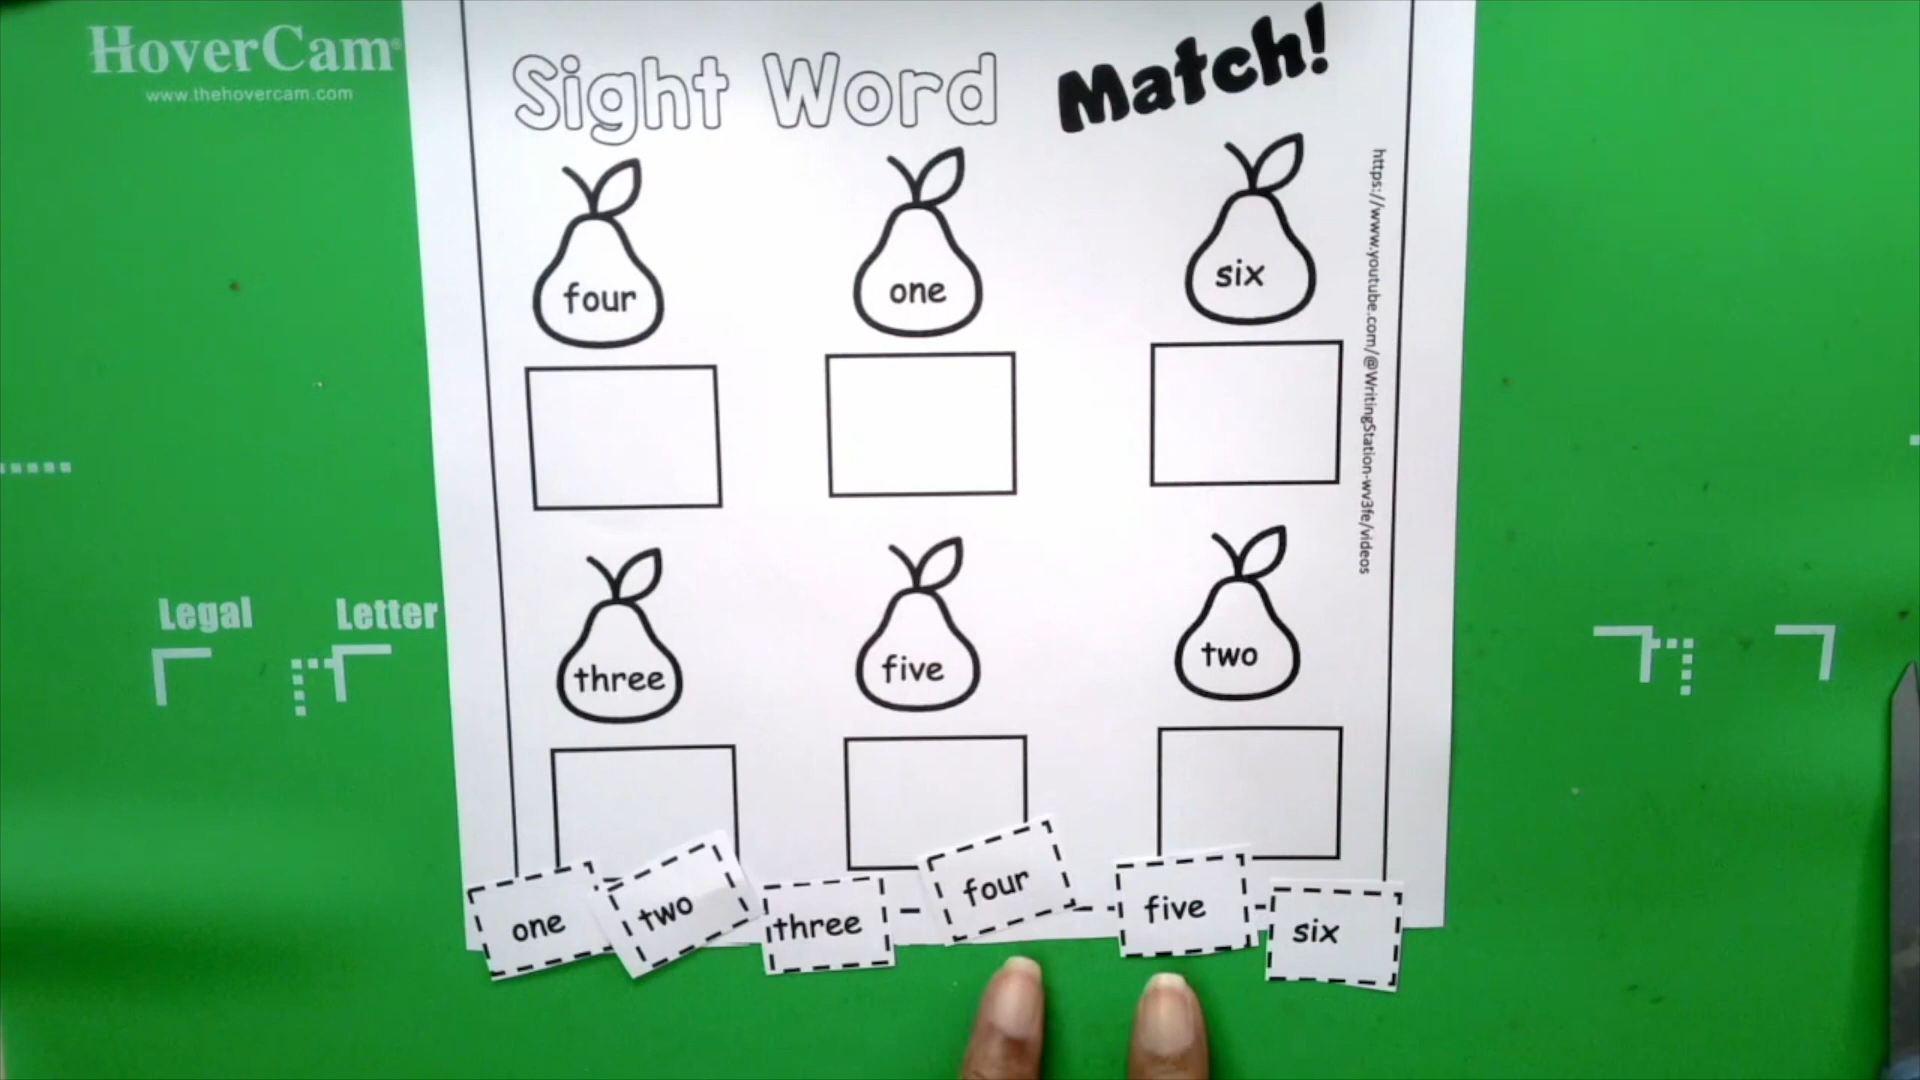 HoverCam®
www.thehovercam.com
Sight Word Match!
four one six
https://www.youtube.com/@WritingStation-wv3fe/videos
Legal Letter
three five two
one two three four five six